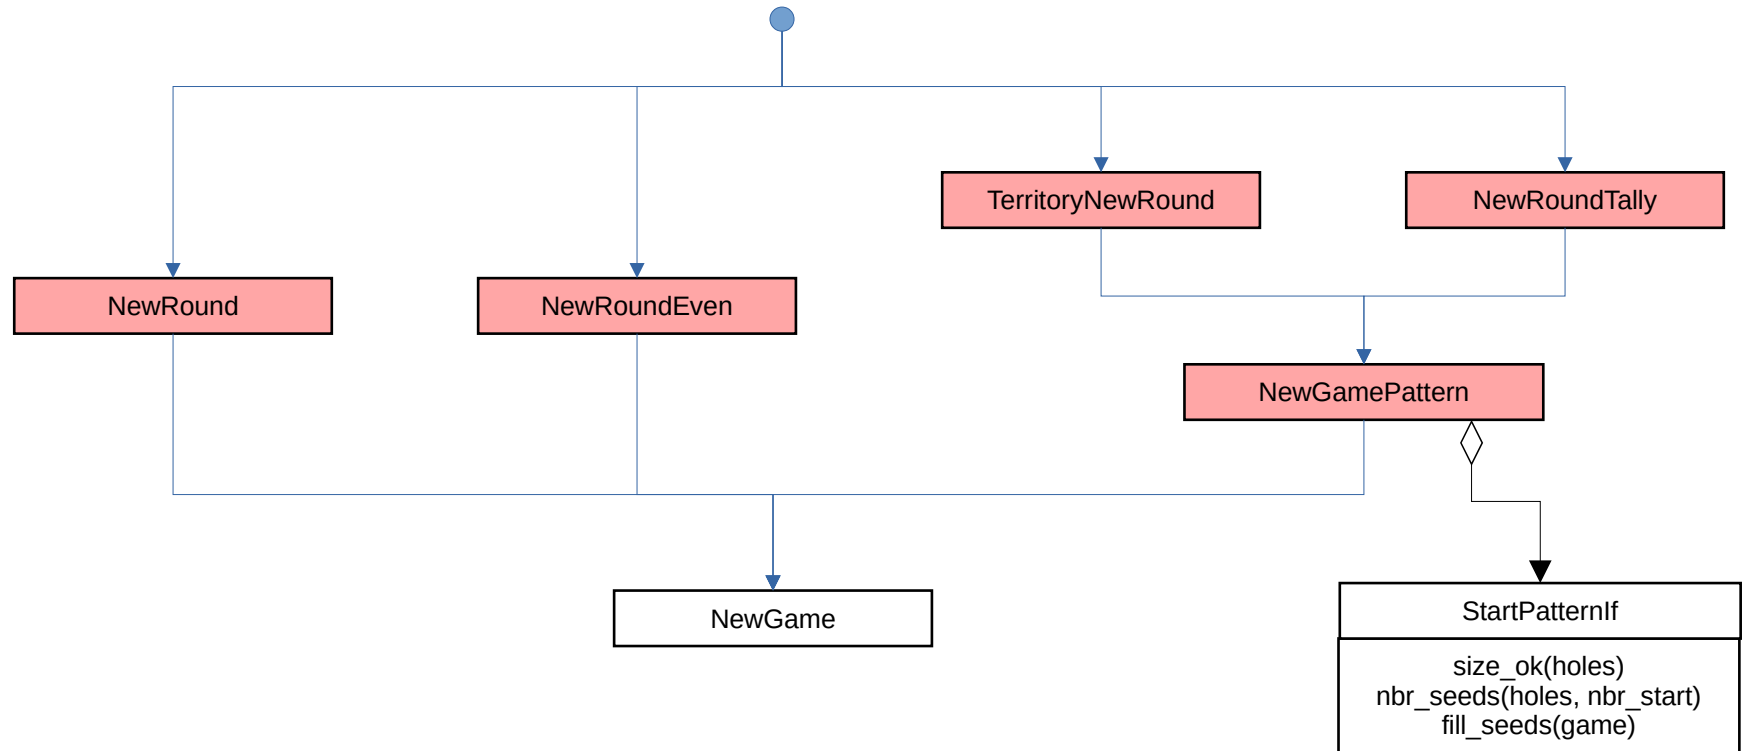 TerritoryNewRound
NewRoundTally
NewRound
NewRoundEven
NewGamePattern
NewGame
StartPatternIf
size_ok(holes)
nbr_seeds(holes, nbr_start)
fill_seeds(game)